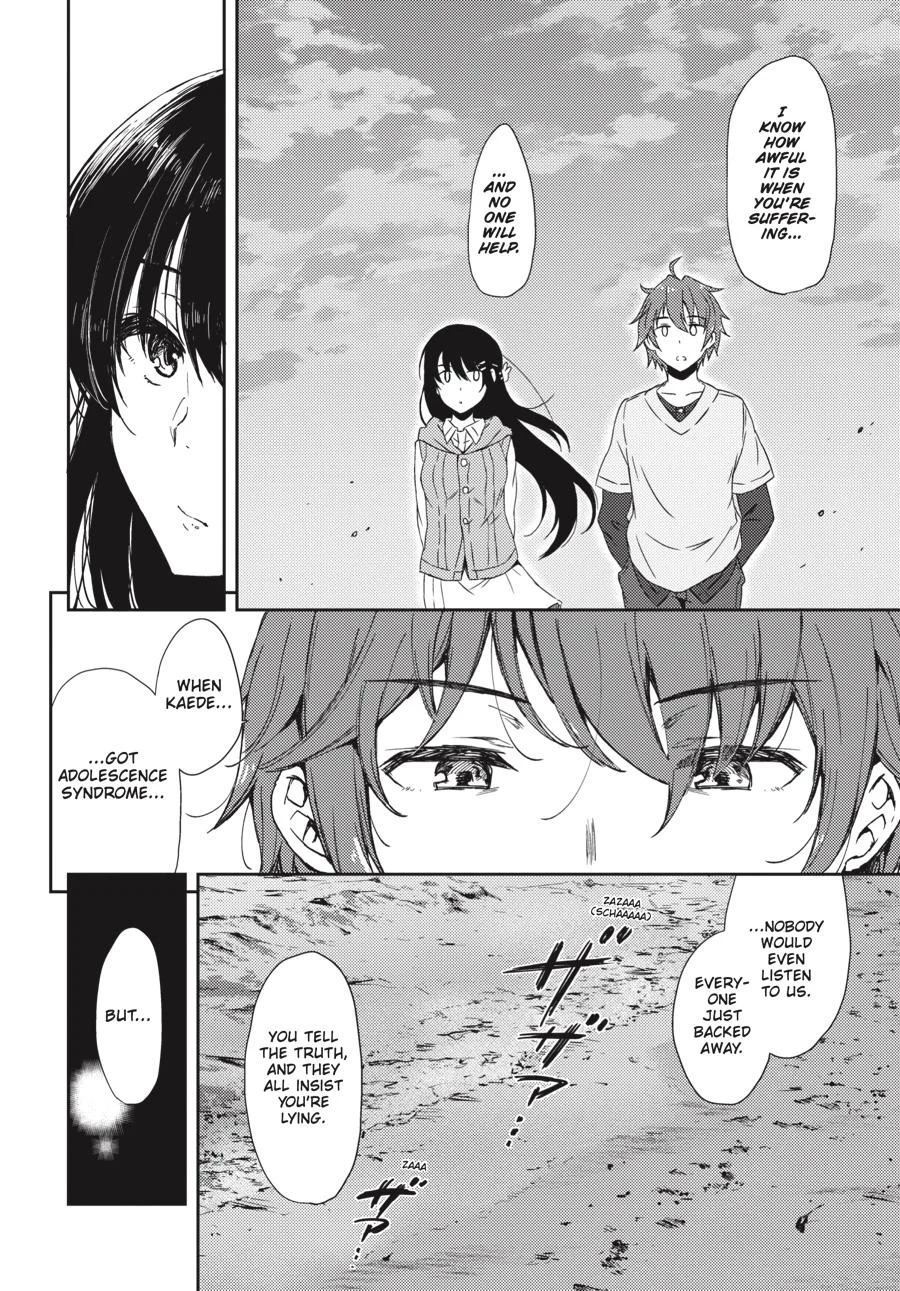 I
KNOW
HOW
AWFUL
IT IS
WHEN
YOU'RE
SUFFER-
ING...
...
AND
NO
ONE
WILL
HELP.
WHEN
KAEDE...
...GOT
ADOLESCENCE
SYNDROME...
...NOBODY
WOULD
EVEN
LISTEN
TO US.
EVERY-
ONE
JUST
BACKED
AWAY.
ZAZAAA
(SCHAAAAA)
ザザァ…
YOU TELL
THE TRUTH,
AND THEY
ALL INSIST
YOU'RE
LYING.
ZAAA
ザァ…
BUT...